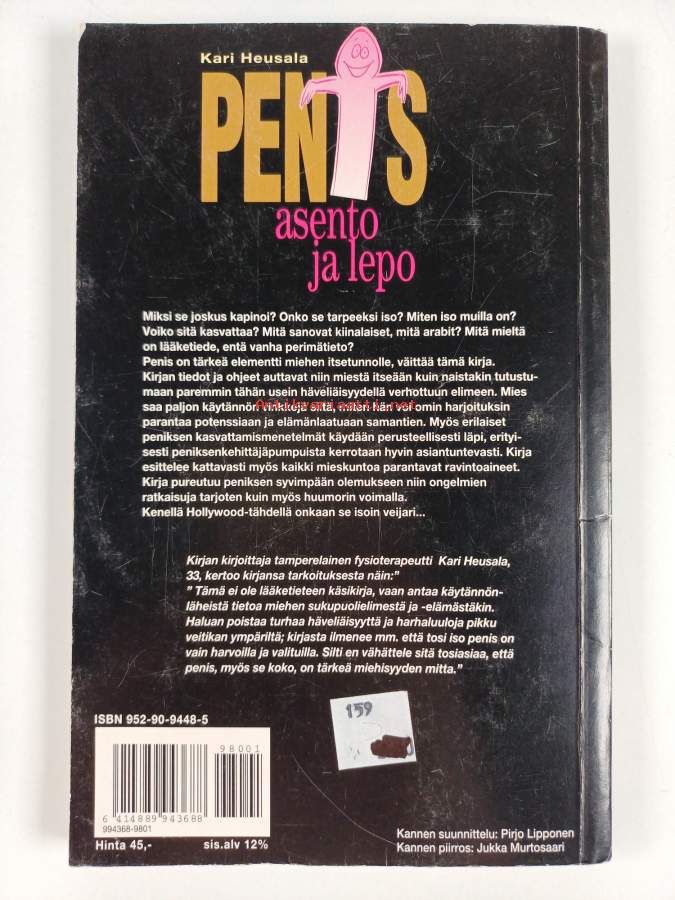 Kari Heusala
PENIS
asento
ja lepo
Miksi se joskus kapinoi? Onko se tarpeeksi iso? Miten iso muilla on?
Voiko sitä kasvattaa? Mitä sanovat kiinalaiset, mitä arabit? Mitä mieltä
on lääketiede, entä vanha perimätieto?
Penis on tärkeä elementti miehen itsetunnolle, väittää tämä kirja.
Kirjan tiedot ja ohjeet auttavat niin miestä itseään kuin naistakin tutustu-
maan paremmin tähän usein häveliäisyydellä verhottuun elimeen. Mies
saa paljon käytännön vinkkejä siitä, miten hän voi omin harjoituksin
parantaa potenssiaan ja elämänlaatuaan samantien. Myös erilaiset
peniksen kasvattamismenetelmät käydään perusteellisesti läpi, erityi-
sesti peniksenkehittäjäpumpuista kerrotaan hyvin asiantuntevasti. Kirja
esittelee kattavasti myös kaikki mieskuntoa parantavat ravintoaineet.
Kirja pureutuu peniksen syvimpään olemukseen niin ongelmien
ratkaisuja tarjoten kuin myös huumorin voimalla.
Kenellä Hollywood-tähdellä onkaan se isoin veijari...
Kirjan kirjoittaja tamperelainen fysioterapeutti Kari Heusala,
33, kertoo kirjansa tarkoituksesta näin:"
" Tämä ei ole lääketieteen käsikirja, vaan antaa käytännön-
läheistä tietoa miehen sukupuolielimestä ja -elämästäkin.
Haluan poistaa turhaa häveliäisyyttä ja harhaluuloja pikku
veitikan ympäriltä; kirjasta ilmenee mm. että tosi iso penis on
vain harvoilla ja valituilla. Silti en vähättele sitä tosiasiaa, että
penis, myös se koko, on tärkeä miehisyyden mitta."
159
ISBN 952-90-9448-5
98001
6 414889 943688
994368-9801
Hinta 45,- sis.alv 12%
Kannen suunnittelu: Pirjo Lipponen
Kannen piirros: Jukka Murtosaari